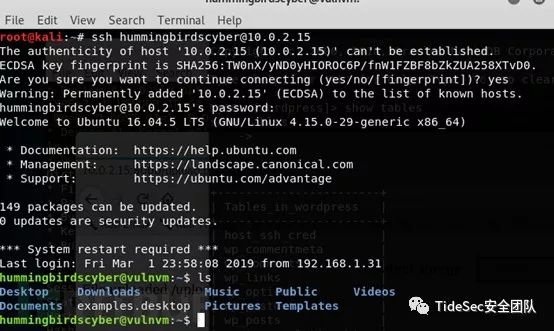 hummingbirdscyber@vulnvm: ~
File Edit View Search Terminal Help
root@kali:~# ssh hummingbirdscyber@10.0.2.15
The authenticity of host '10.0.2.15 (10.0.2.15)' can't be established.
ECDSA key fingerprint is SHA256:TW0nX/yND0yHIOROC6P/fnW1FZBF8bZkZUA258XTvD0.
Are you sure you want to continue connecting (yes/no/[fingerprint])? yes
Warning: Permanently added '10.0.2.15' (ECDSA) to the list of known hosts.
hummingbirdscyber@10.0.2.15's password:
Welcome to Ubuntu 16.04.5 LTS (GNU/Linux 4.15.0-29-generic x86_64)
* Documentation: https://help.ubuntu.com
* Management: https://landscape.canonical.com
* Support: https://ubuntu.com/advantage
149 packages can be updated.
0 updates are security updates.
Tables_in_wordpress
host_ssh_cred
wp_commentmeta
*** System restart required ***
Last login: Fri Mar 1 23:58:08 2019 from 192.168.1.31
hummingbirdscyber@vulnvm:~$ ls
wp_links
Desktop Downloads Music Public Videos
Documents examples.desktop Pictures Templates
hummingbirdscyber@vulnvm:~$
wp_posts
TideSec安全团队